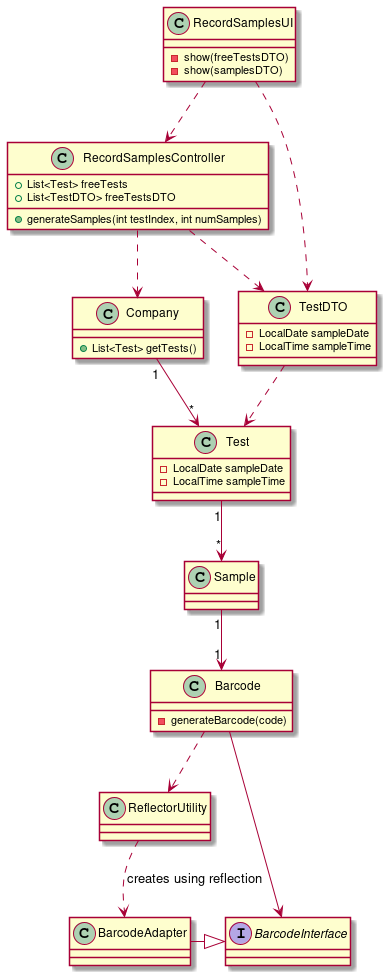 C RecordSamplesUI
show(freeTestsDTO)
show(samplesDTO)
C RecordSamplesController
List<Test> freeTests
List<TestDTO> freeTestsDTO
generateSamples(int testIndex, int numSamples)
C Company
List<Test> getTests()
C TestDTO
LocalDate sampleDate
LocalTime sampleTime
1
*
C Test
LocalDate sampleDate
LocalTime sampleTime
1
*
C Sample
1
1
C Barcode
generateBarcode(code)
C ReflectorUtility
creates using reflection
C BarcodeAdapter
I BarcodeInterface